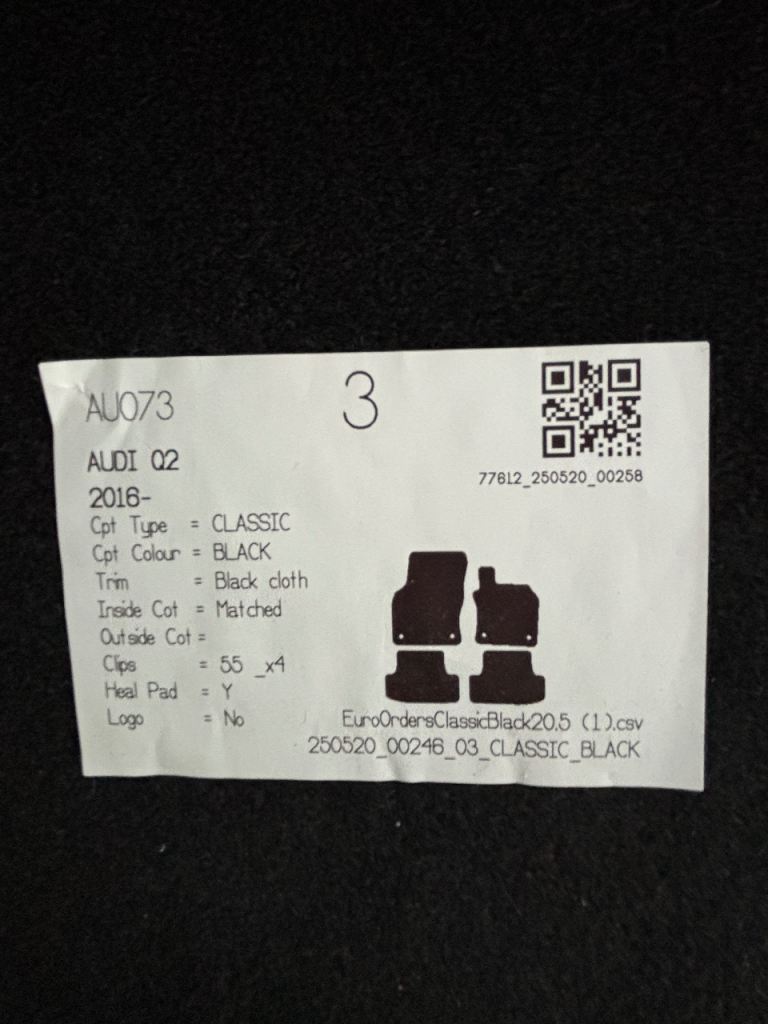 AU073
3
77612_250520_00258
AUDI Q2
2016-
Cpt Type = CLASSIC
Cpt Colour = BLACK
Trim = Black cloth
Inside Cot = Matched
Outside Cot =
Clips = 55 _x4
Heal Pad = Y
Logo = No
EuroOrdersClassicBlack20.5 (1).csv
250520_00246_03_CLASSIC_BLACK